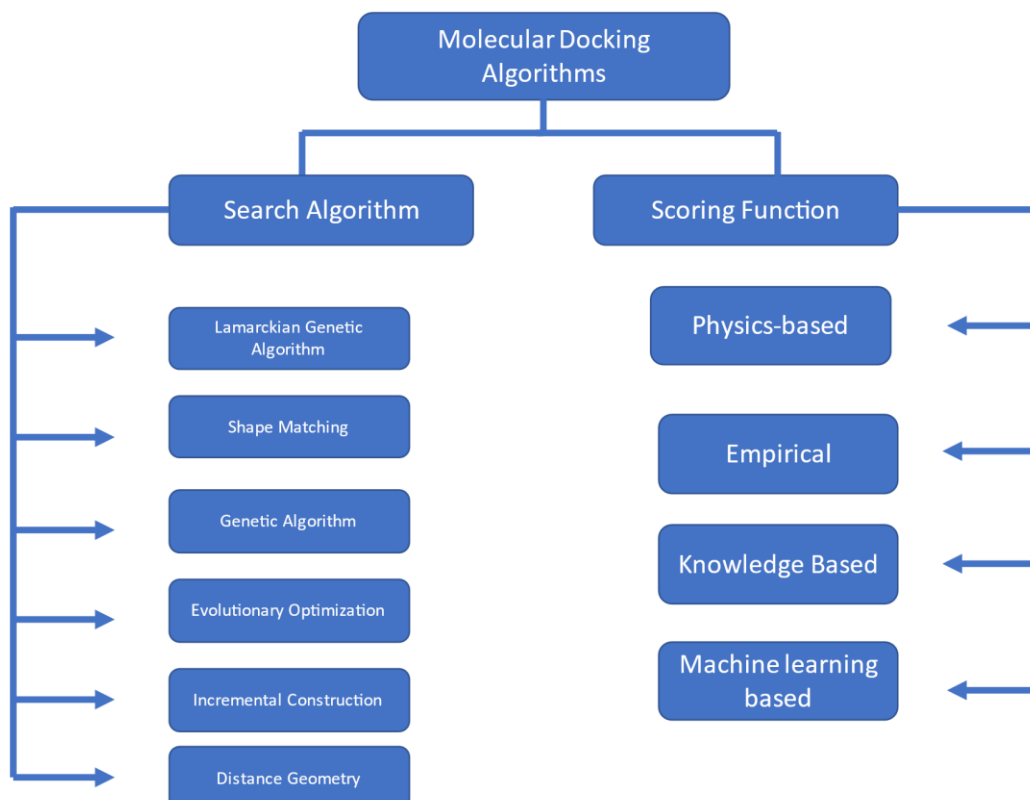 Molecular Docking
Algorithms
Search Algorithm
Scoring Function
Lamarckian Genetic
Algorithm
Shape Matching
Genetic Algorithm
Evolutionary Optimization
Incremental Construction
Distance Geometry
Physics-based
Empirical
Knowledge Based
Machine learning
based